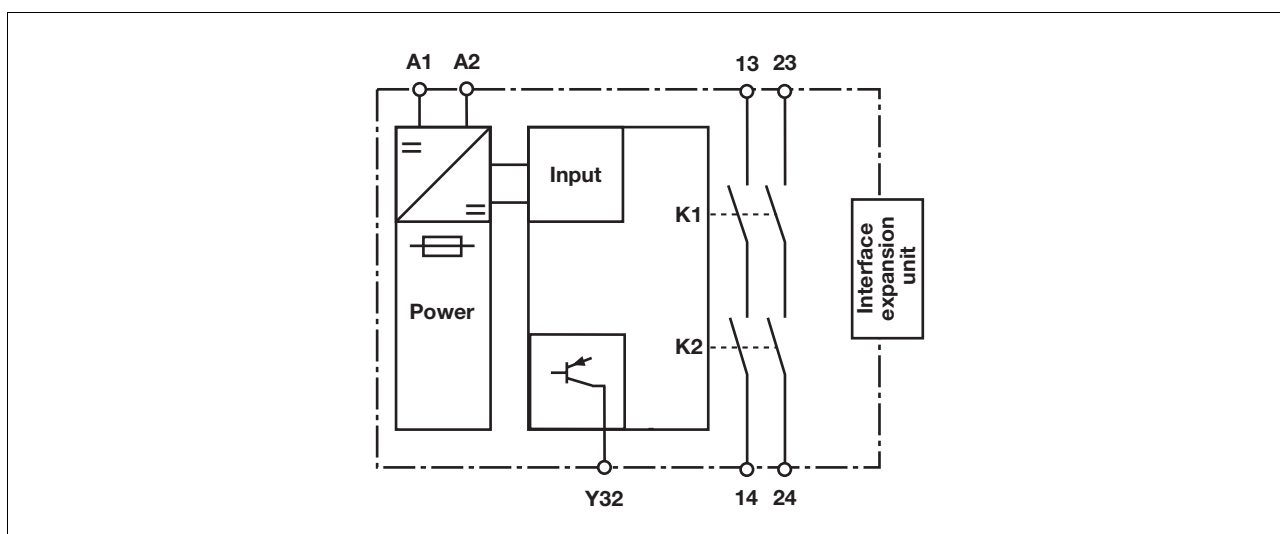 A1 A2 13 23
Input
K1
Interface
expansion
unit
Power
K2
Y32 14 24